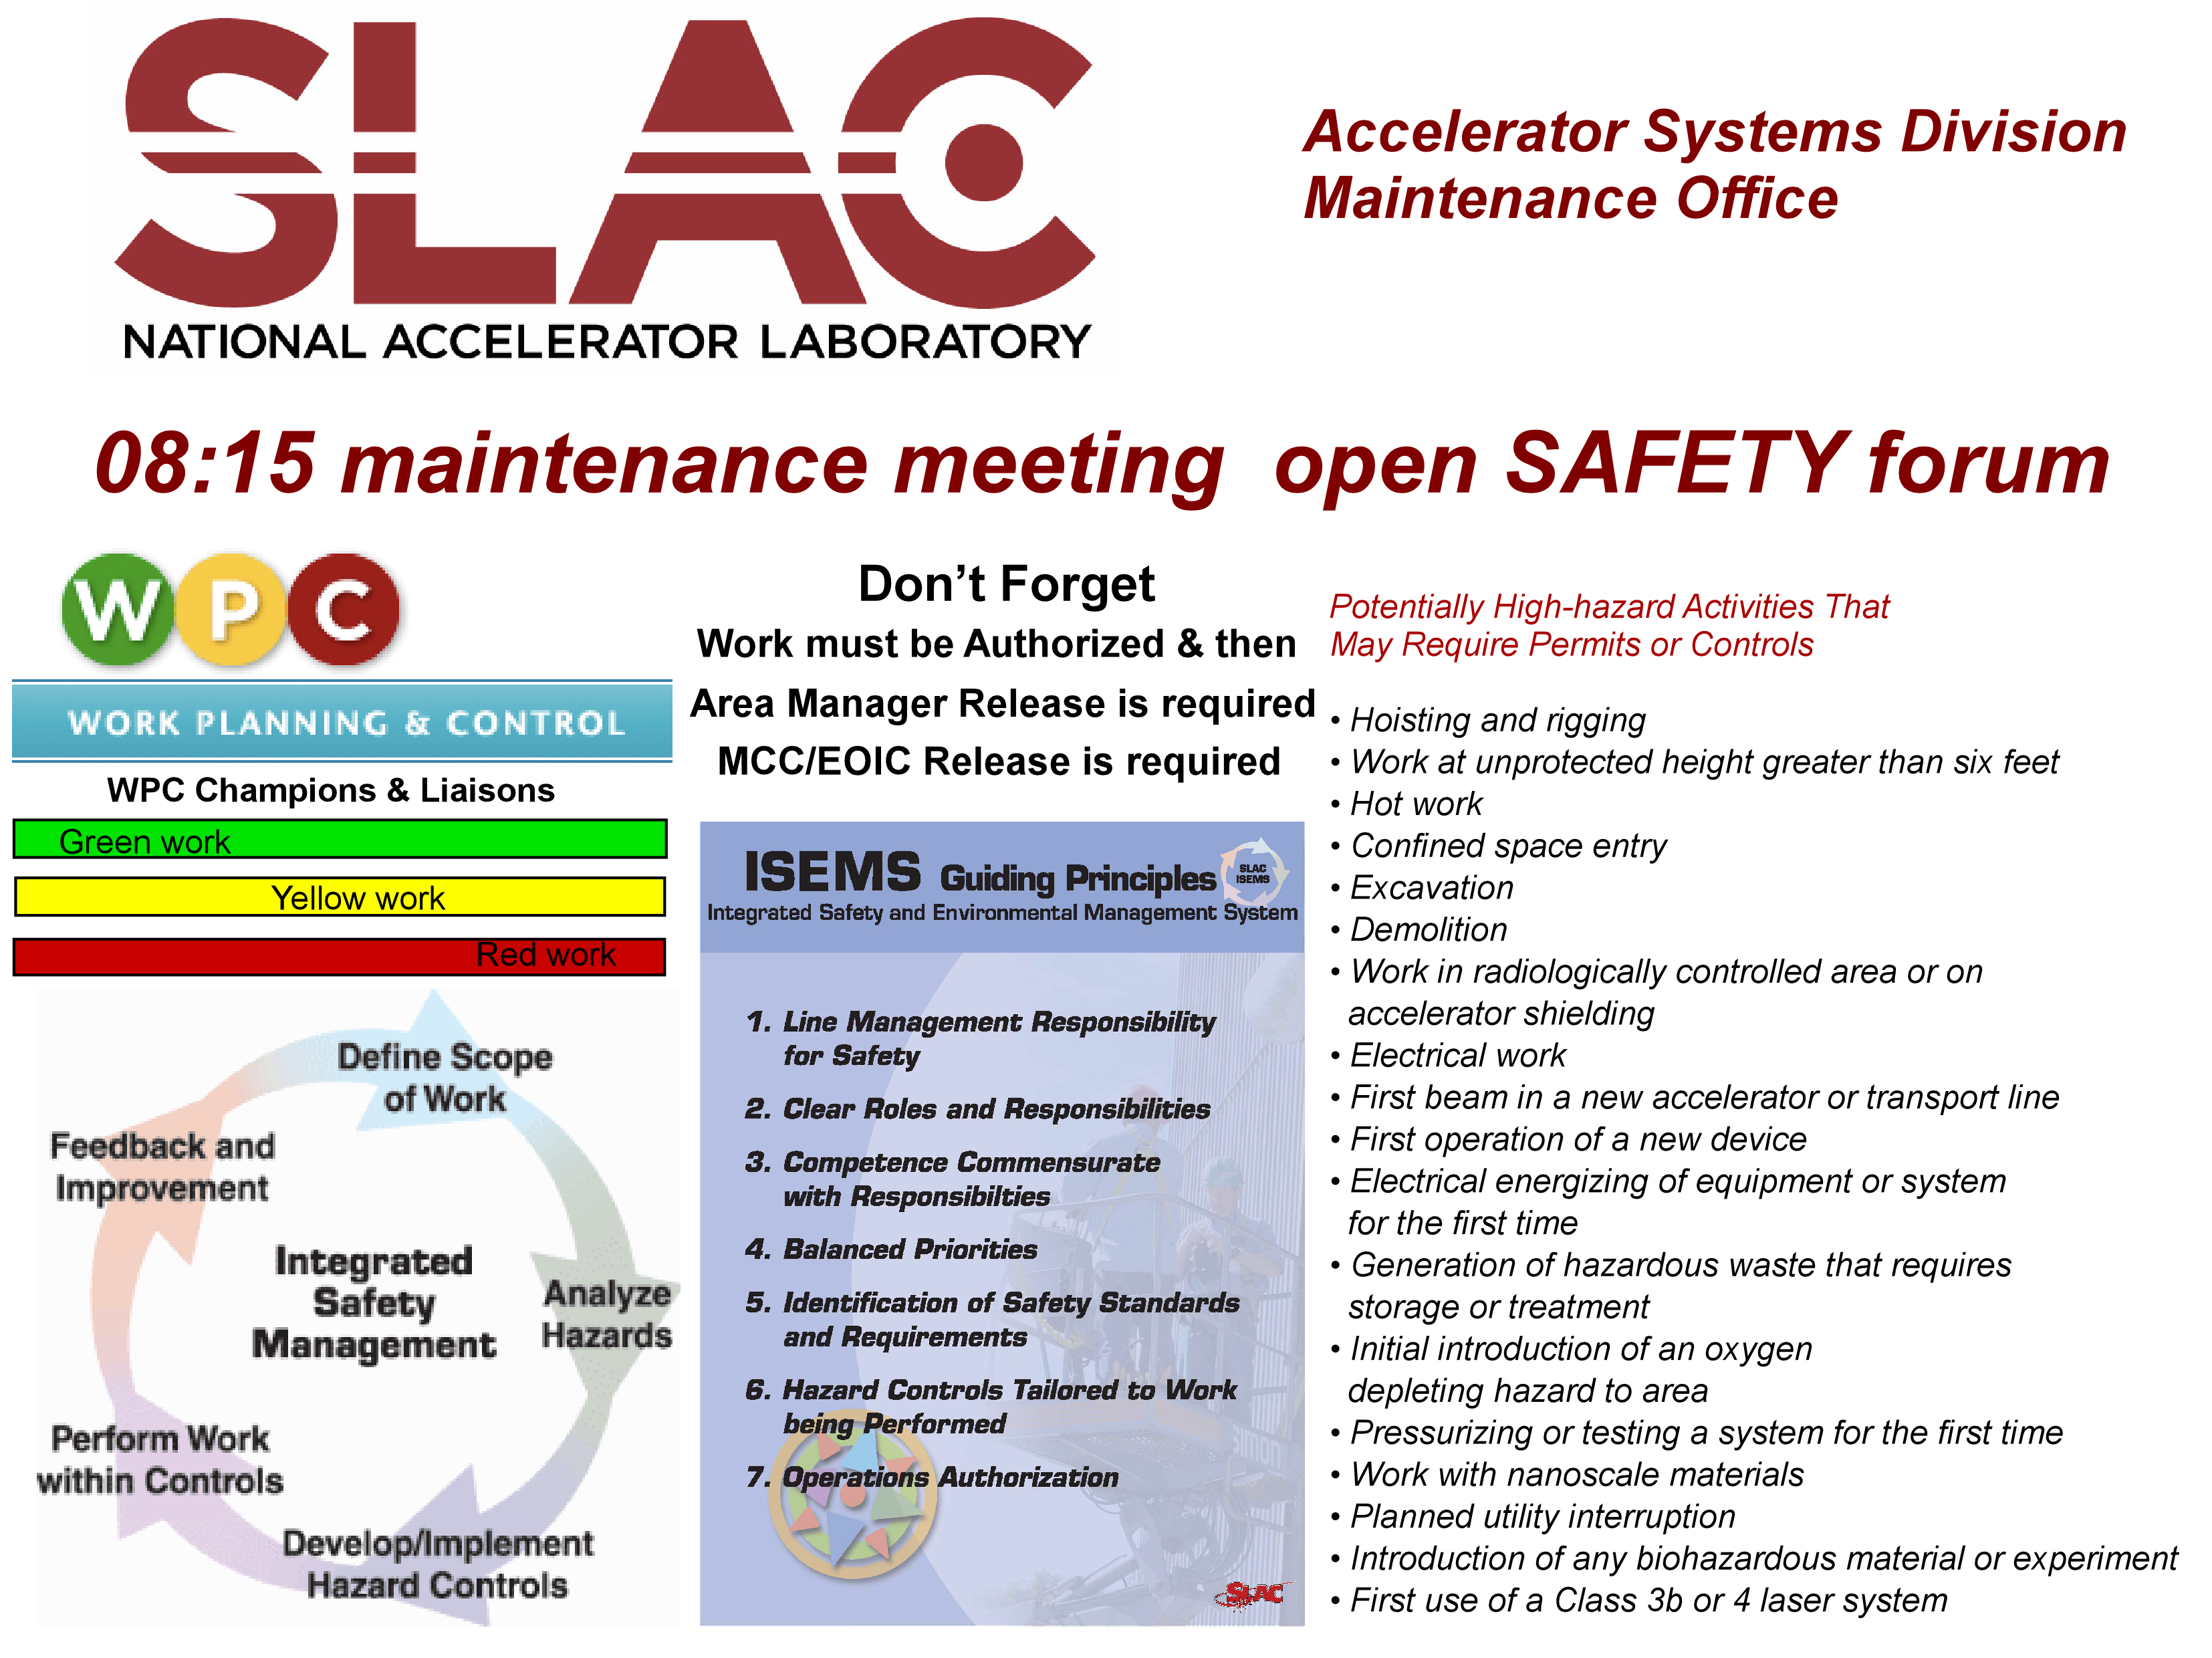 SLAC
NATIONAL ACCELERATOR LABORATORY
Accelerator Systems Division
Maintenance Office
08:15 maintenance meeting open SAFETY forum
WPC
WORK PLANNING & CONTROL
WPC Champions & Liaisons
Green work
Yellow work
Red work
Define Scope
of Work
Feedback and
Improvement
Integrated
Safety
Management
Analyze
Hazards
Perform Work
within Controls
Develop/Implement
Hazard Controls
Don’t Forget
Work must be Authorized & then
Area Manager Release is required
MCC/EOIC Release is required
ISEMS Guiding Principles
SLAC
ISEMS
Integrated Safety and Environmental Management System
1. Line Management Responsibility
for Safety
2. Clear Roles and Responsibilities
3. Competence Commensurate
with Responsibilties
4. Balanced Priorities
5. Identification of Safety Standards
and Requirements
6. Hazard Controls Tailored to Work
being Performed
7. Operations Authorization
SLAC
Potentially High-hazard Activities That
May Require Permits or Controls
• Hoisting and rigging
• Work at unprotected height greater than six feet
• Hot work
• Confined space entry
• Excavation
• Demolition
• Work in radiologically controlled area or on
accelerator shielding
• Electrical work
• First beam in a new accelerator or transport line
• First operation of a new device
• Electrical energizing of equipment or system
for the first time
• Generation of hazardous waste that requires
storage or treatment
• Initial introduction of an oxygen
depleting hazard to area
• Pressurizing or testing a system for the first time
• Work with nanoscale materials
• Planned utility interruption
• Introduction of any biohazardous material or experiment
• First use of a Class 3b or 4 laser system